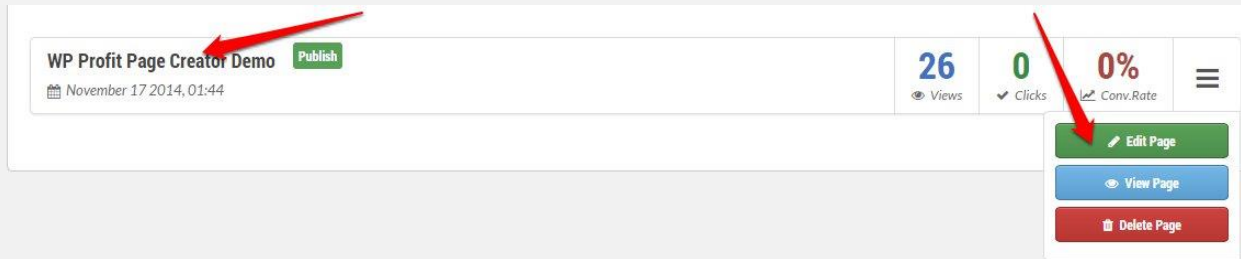 WP Profit Page Creator Demo Publish
November 17 2014, 01:44
26 0 0%
Views Clicks Conv.Rate
Edit Page
View Page
Delete Page